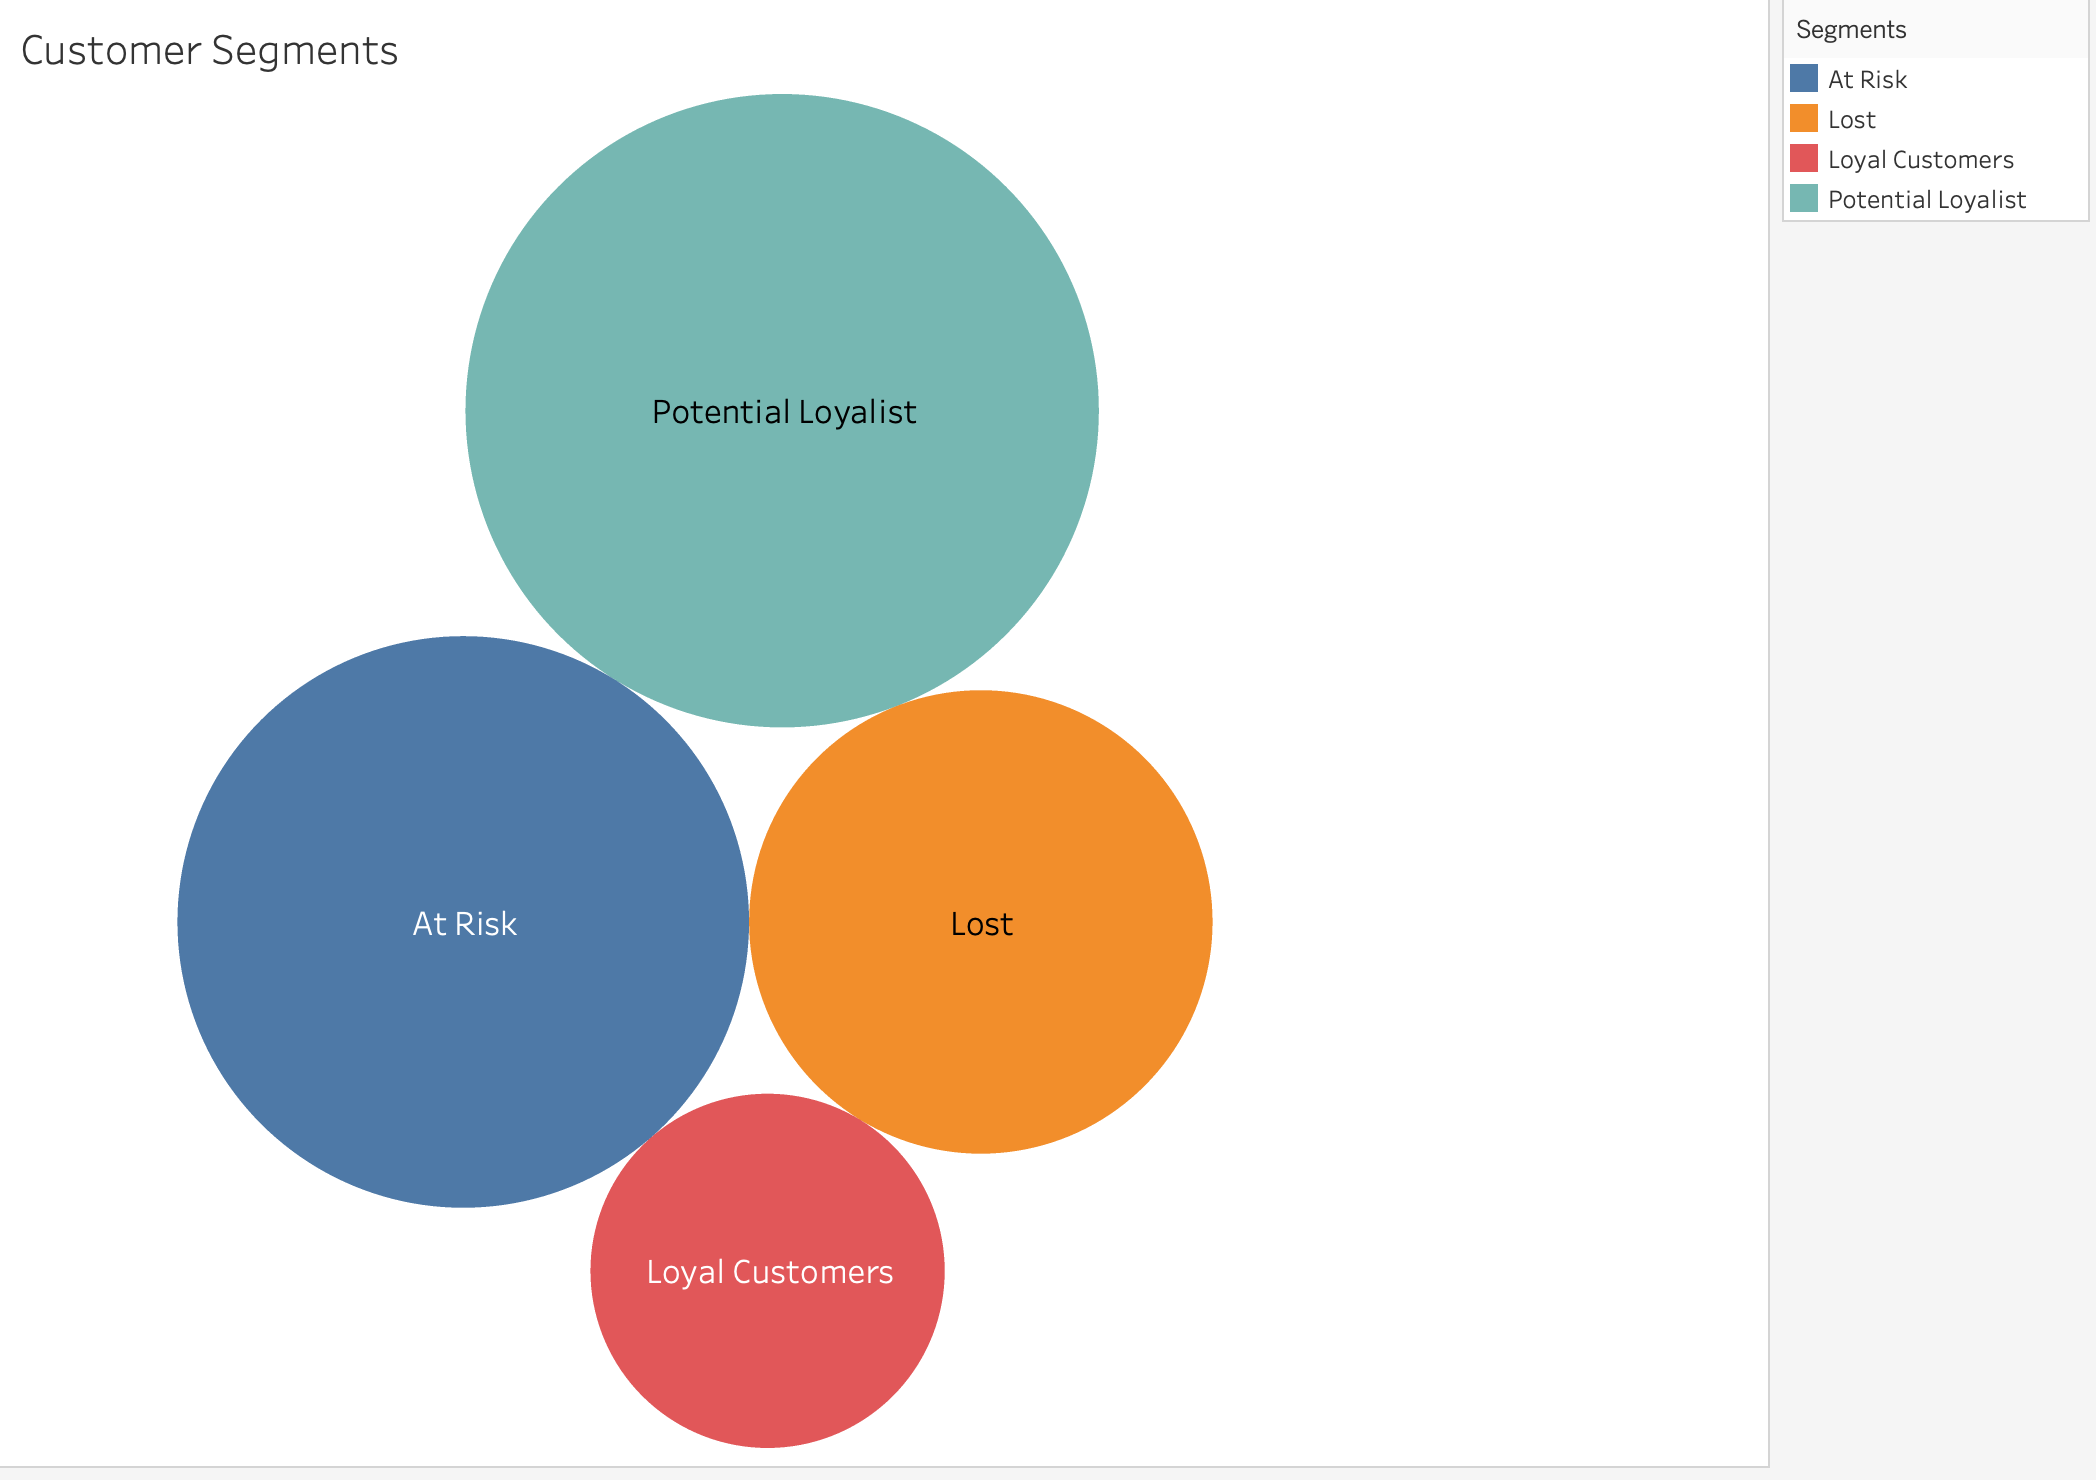 Customer Segments
Segments
At Risk
Lost
Loyal Customers
Potential Loyalist
Potential Loyalist
At Risk
Lost
Loyal Customers